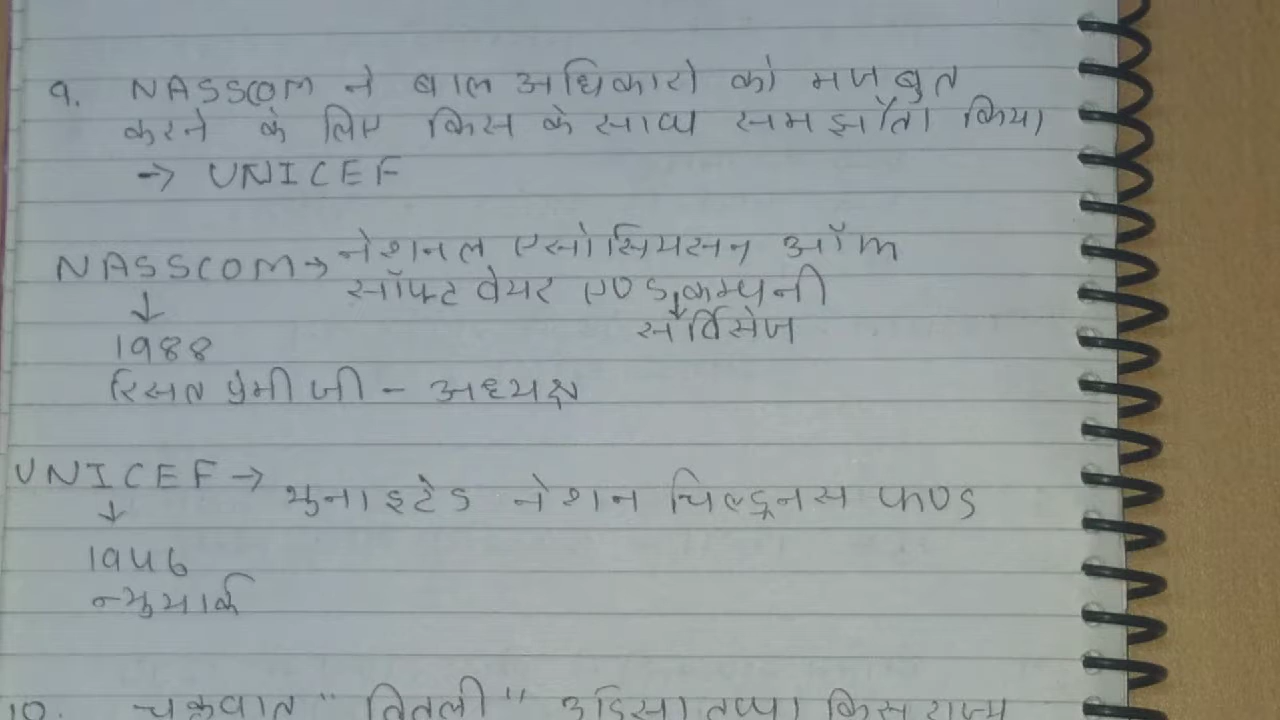 9. NASSCOM ने बाल अधिकारो को मजबुत
करने के लिए किस के साथ समझौता किया
→ UNICEF
NASSCOM → नेशनल एसोसियसन ऑफ
सॉफ्ट वेयर एण्ड कम्पनी
सर्विसेज
↓
1988
रिसत प्रेमीजी - अध्यक्ष
UNICEF → युनाइटेड नेशन चिल्ड्रनस फण्ड
↓
1946
न्युयार्क
10. चक्रवात "तितली" उडिसा तथा किस राज्य